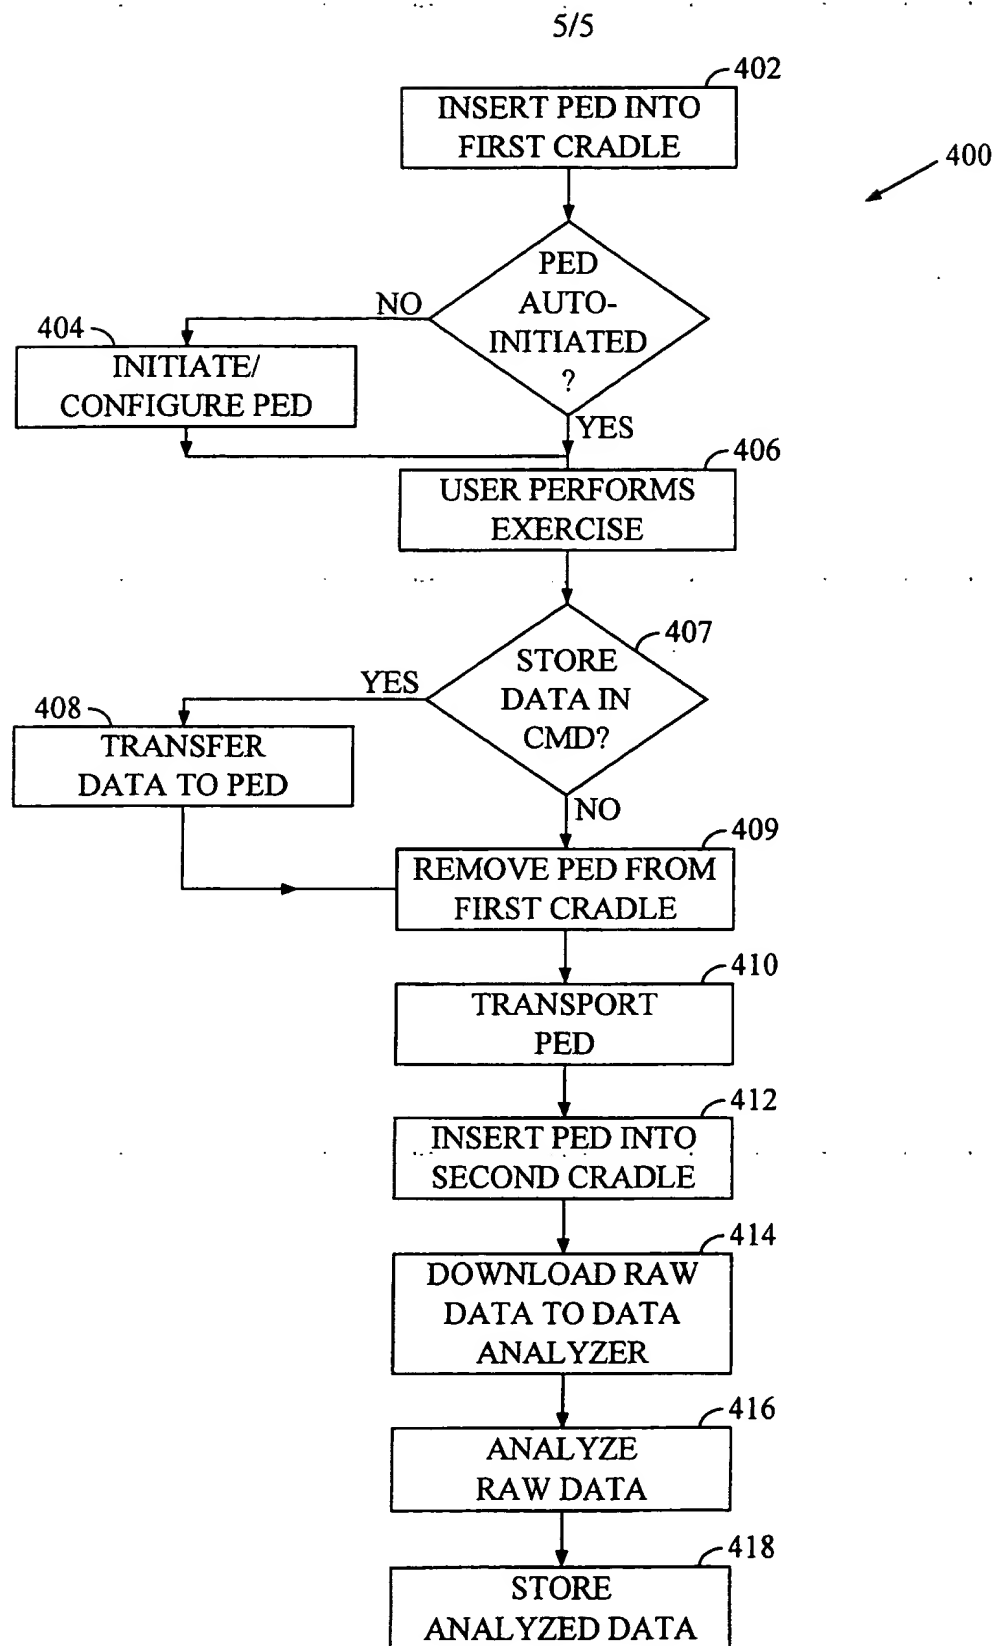 5/5
402
INSERT PED INTO
FIRST CRADLE
400
PED
AUTO-
INITIATED
?
NO
404
INITIATE/
CONFIGURE PED
YES
406
USER PERFORMS
EXERCISE
407
STORE
DATA IN
CMD?
YES
408
TRANSFER
DATA TO PED
NO
409
REMOVE PED FROM
FIRST CRADLE
410
TRANSPORT
PED
412
INSERT PED INTO
SECOND CRADLE
414
DOWNLOAD RAW
DATA TO DATA
ANALYZER
416
ANALYZE
RAW DATA
418
STORE
ANALYZED DATA